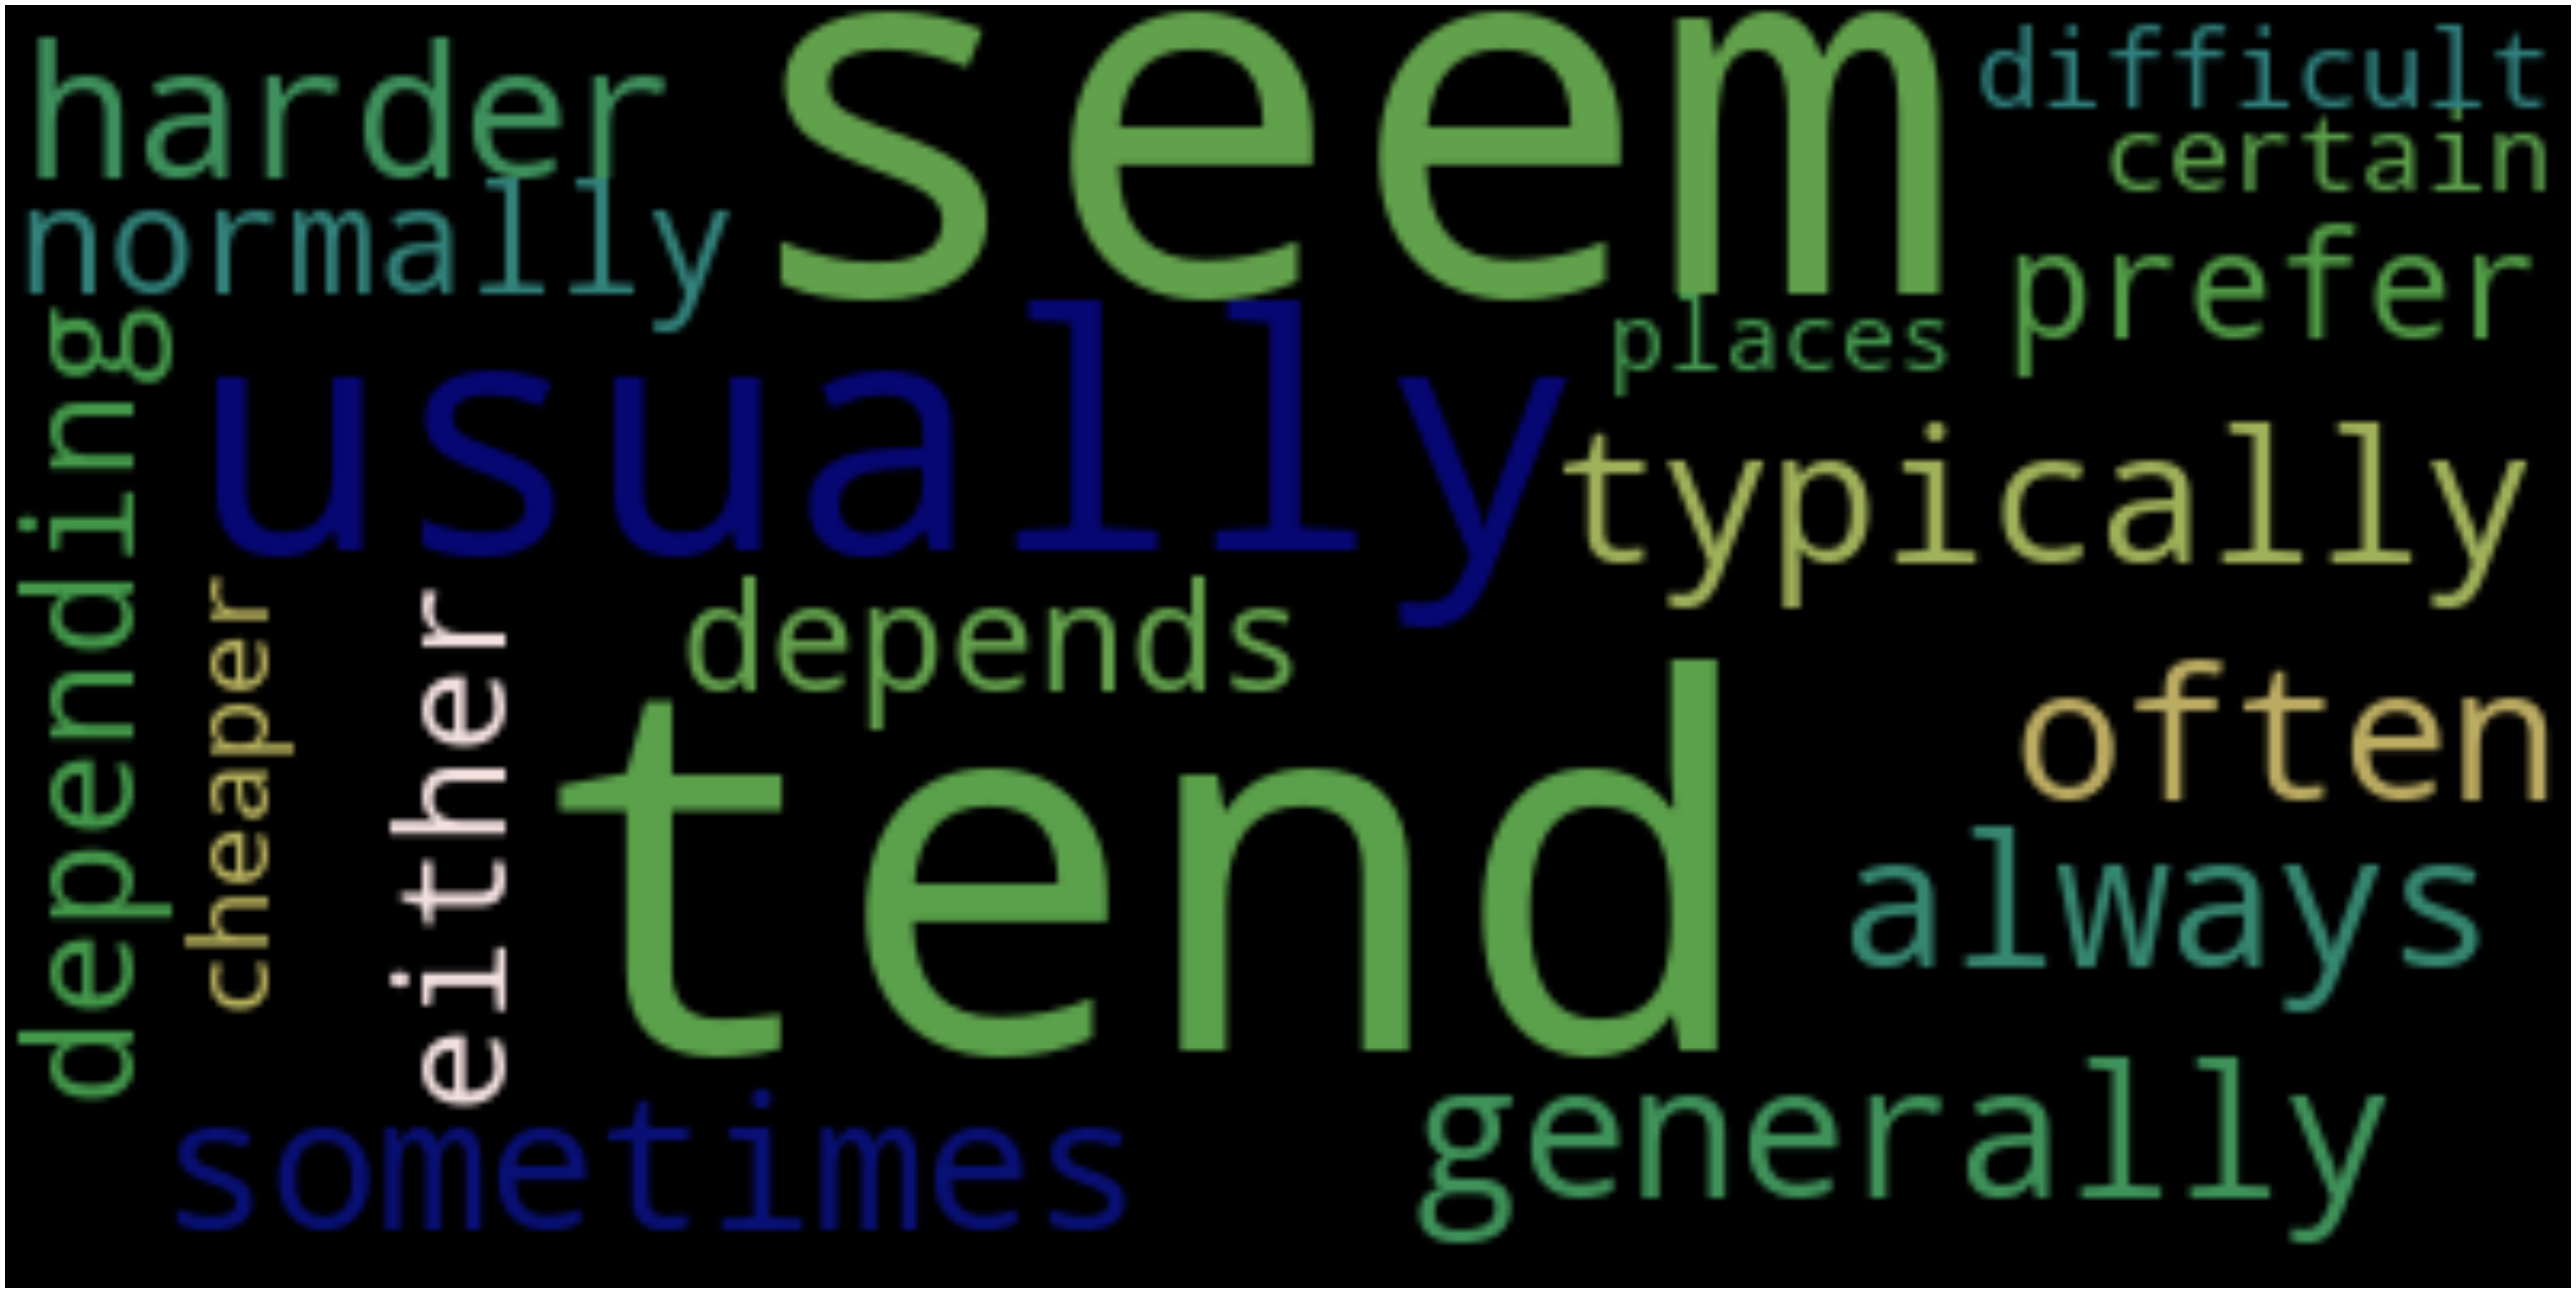 harder
seem
difficult
certain
normally
prefer
places
usually
typically
depending
cheaper
either
depends
tend
often
always
sometimes
generally